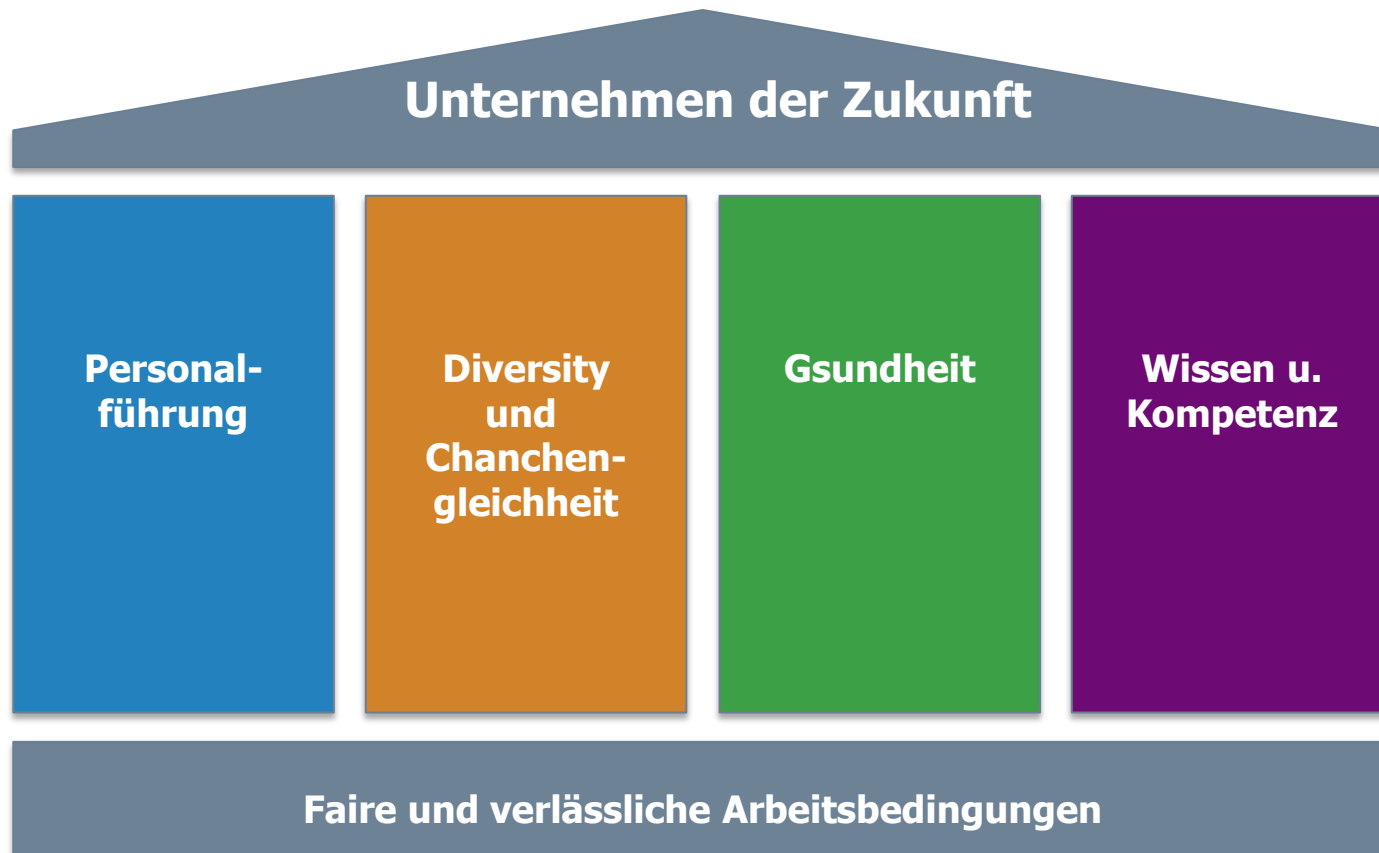 Unternehmen der Zukunft
Personal-
führung
Diversity
und
Chanchen-
gleichheit
Gsundheit
Wissen u.
Kompetenz
Faire und verlässliche Arbeitsbedingungen